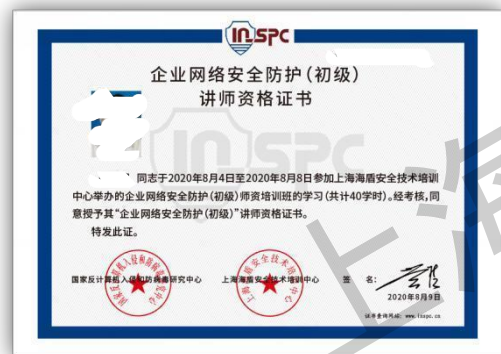 INSPC
企业网络安全防护(初级)
讲师资格证书
同志于2020年8月4日至2020年8月8日参加上海海盾安全技术培训
中心举办的企业网络安全防护(初级)师资培训班的学习(共计40学时)。经考核,同
意授予其“企业网络安全防护(初级)”讲师资格证书。
特发此证。
国家反计算机入侵和防病毒研究中心 上海海盾安全技术培训中心 签 名:
2020年8月9日
证书查询网站: www.inspc.cn
上海